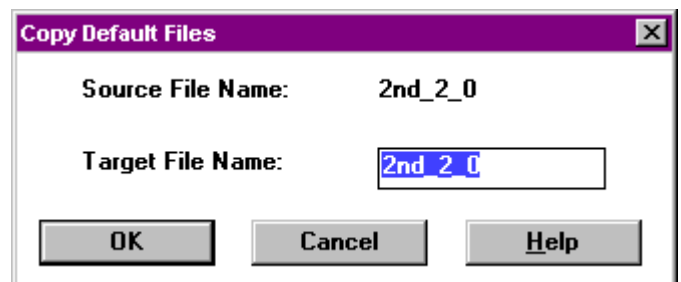 Copy Default Files
Source File Name: 2nd_2_0
Target File Name: 2nd_2_0
OK Cancel Help